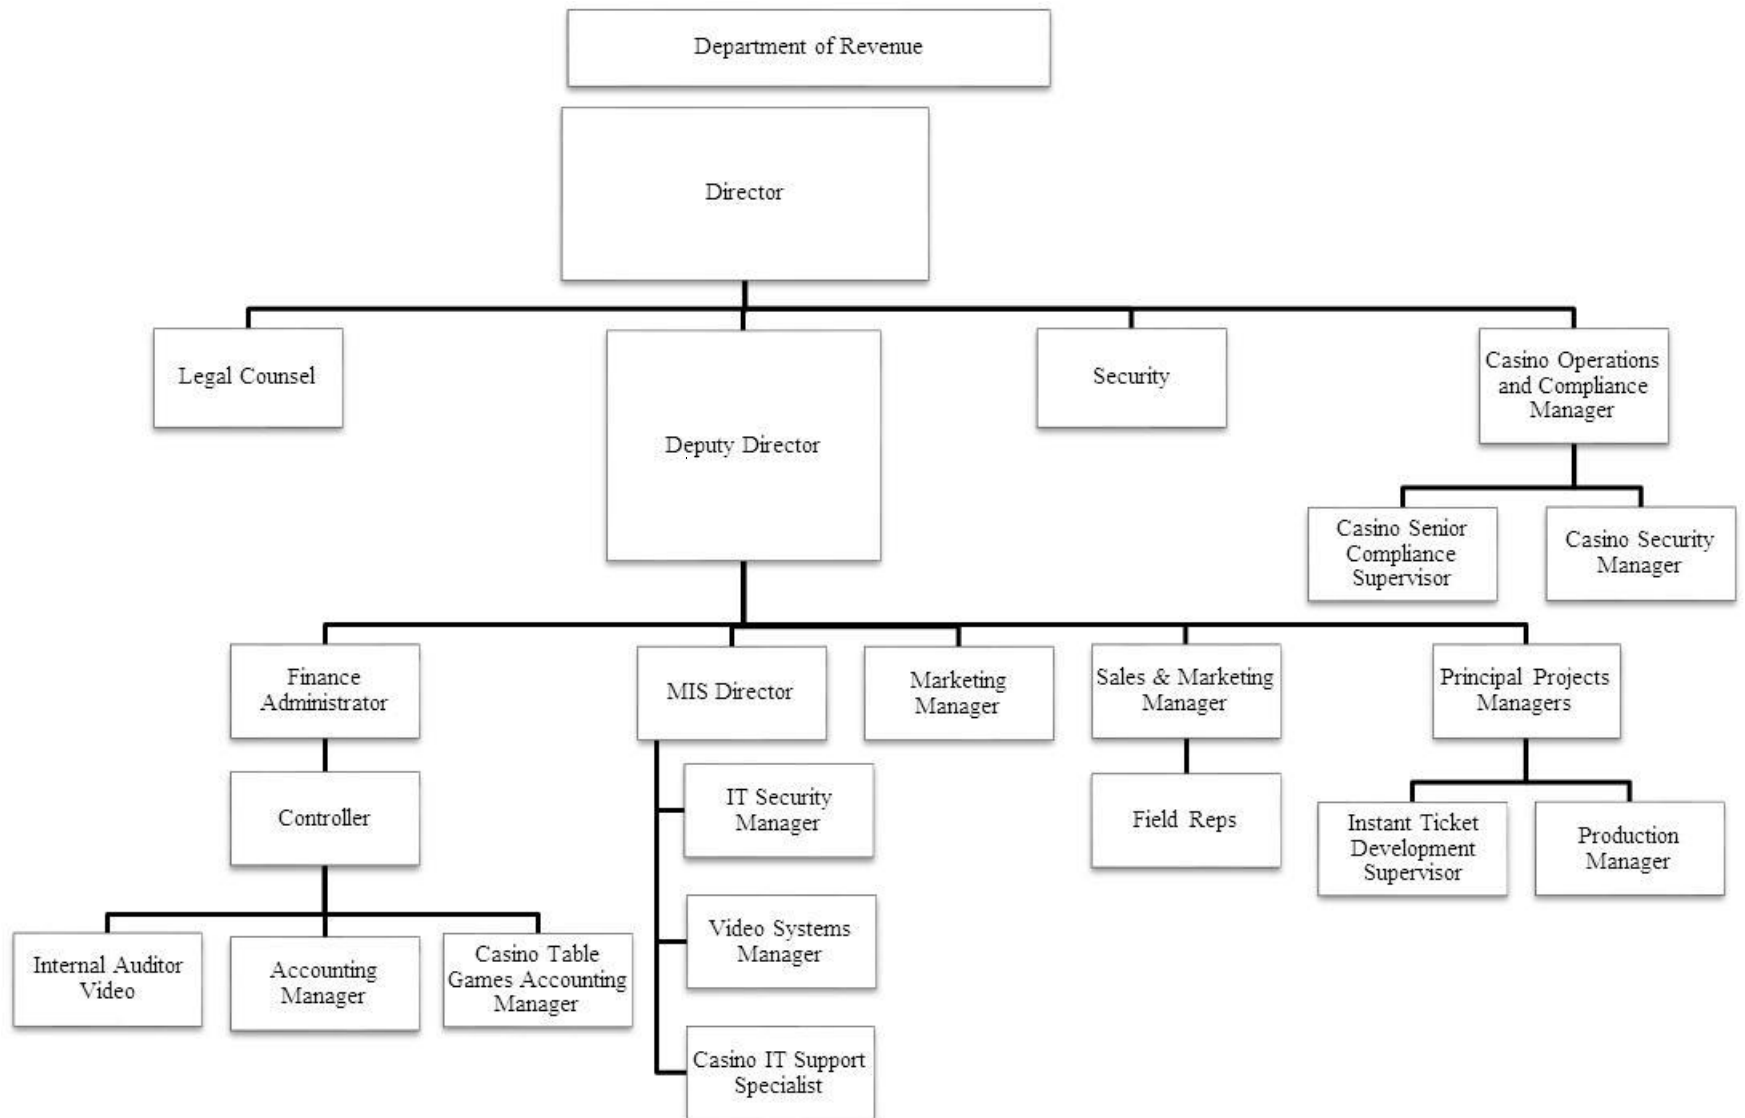 Department of Revenue
Director
Legal Counsel
Deputy Director
Security
Casino Operations
and Compliance
Manager
Casino Senior
Compliance
Supervisor
Casino Security
Manager
Finance
Administrator
MIS Director
Marketing
Manager
Sales & Marketing
Manager
Principal Projects
Managers
Controller
IT Security
Manager
Field Reps
Instant Ticket
Development
Supervisor
Production
Manager
Internal Auditor
Video
Accounting
Manager
Casino Table
Games Accounting
Manager
Video Systems
Manager
Casino IT Support
Specialist